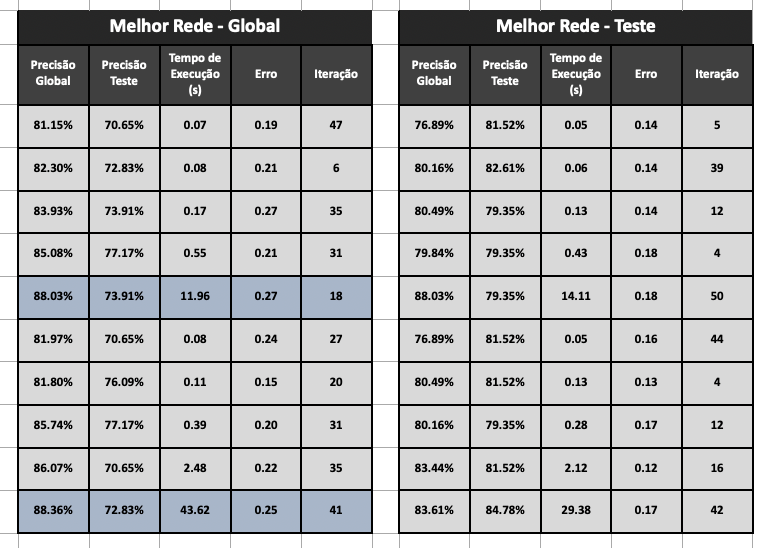 Melhor Rede - Global
Precisão Global Precisão Teste Tempo de Execução (s) Erro Iteração
81.15% 70.65% 0.07 0.19 47
82.30% 72.83% 0.08 0.21 6
83.93% 73.91% 0.17 0.27 35
85.08% 77.17% 0.55 0.21 31
88.03% 73.91% 11.96 0.27 18
81.97% 70.65% 0.08 0.24 27
81.80% 76.09% 0.11 0.15 20
85.74% 77.17% 0.39 0.20 31
86.07% 70.65% 2.48 0.22 35
88.36% 72.83% 43.62 0.25 41
Melhor Rede - Teste
Precisão Global Precisão Teste Tempo de Execução (s) Erro Iteração
76.89% 81.52% 0.05 0.14 5
80.16% 82.61% 0.06 0.14 39
80.49% 79.35% 0.13 0.14 12
79.84% 79.35% 0.43 0.18 4
88.03% 79.35% 14.11 0.18 50
76.89% 81.52% 0.05 0.16 44
80.49% 81.52% 0.13 0.13 4
80.16% 79.35% 0.28 0.17 12
83.44% 81.52% 2.12 0.12 16
83.61% 84.78% 29.38 0.17 42